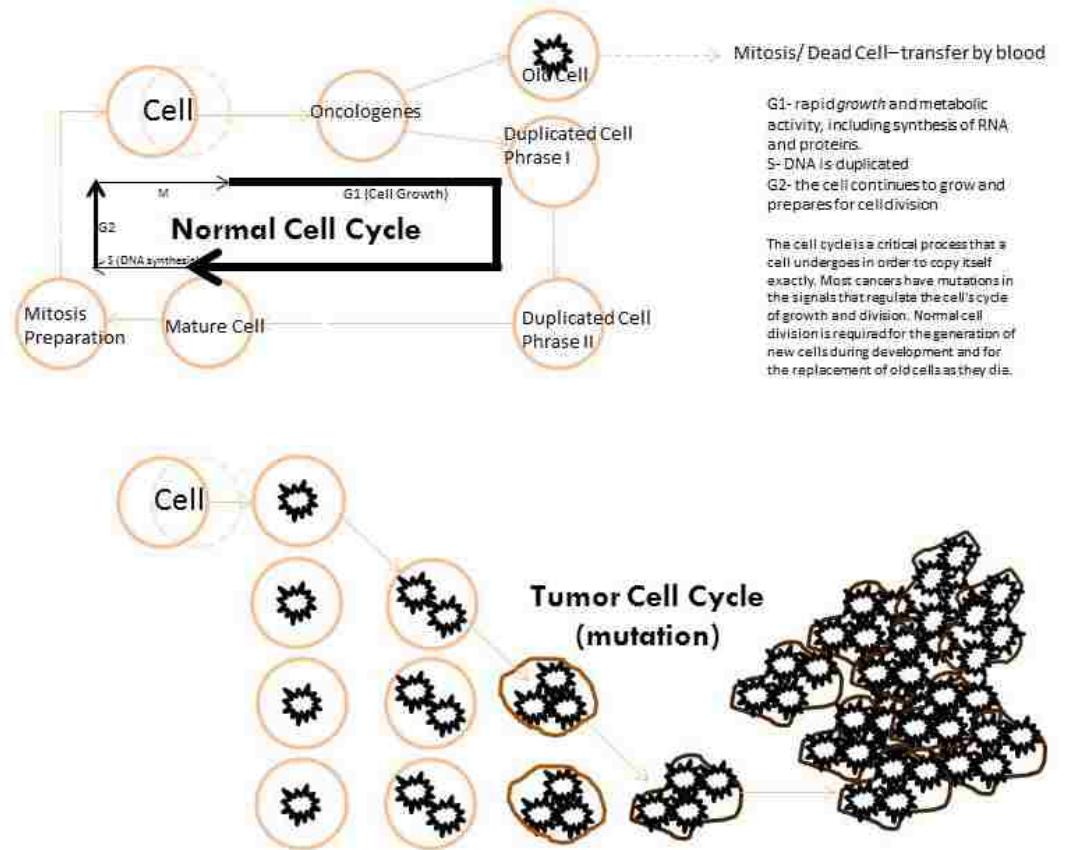 Mitosis/ Dead Cell–transfer by blood
Old Cell
Cell
Oncologenes
Duplicated Cell
Phrase I
M
G1 (Cell Growth)
G2
Normal Cell Cycle
S (DNA synthesis)
Mitosis
Preparation
Mature Cell
Duplicated Cell
Phrase II
G1- rapid growth and metabolic
activity, including synthesis of RNA
and proteins.
S- DNA is duplicated
G2- the cell continues to grow and
prepares for cell division
The cell cycle is a critical process that a
cell undergoes in order to copy itself
exactly. Most cancers have mutations in
the signals that regulate the cell's cycle
of growth and division. Normal cell
division is required for the generation of
new cells during development and for
the replacement of old cells as they die.
Cell
Tumor Cell Cycle
(mutation)